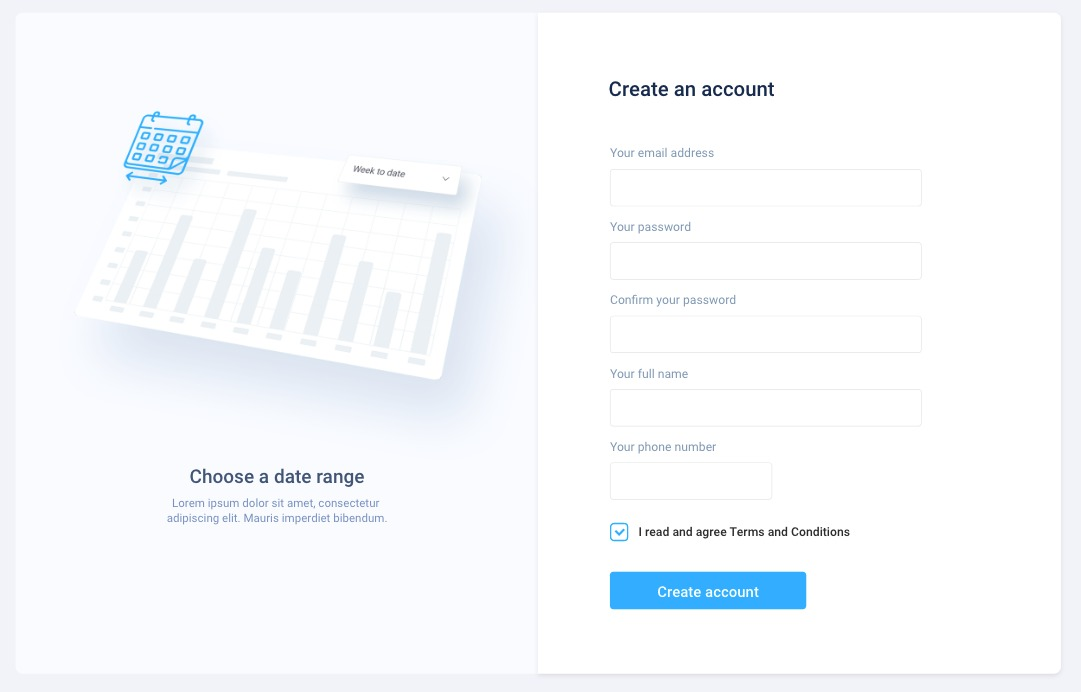 Week to date
Choose a date range
Lorem ipsum dolor sit amet, consectetur
adipiscing elit. Mauris imperdiet bibendum.
Create an account
Your email address
Your password
Confirm your password
Your full name
Your phone number
I read and agree Terms and Conditions
Create account